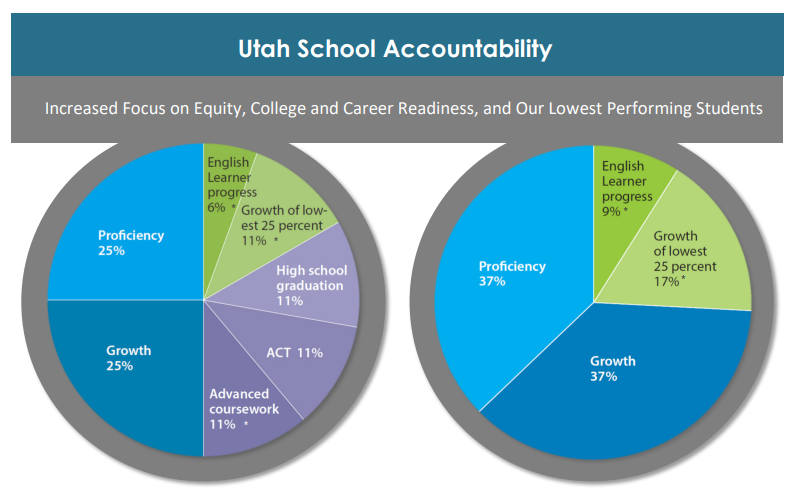 Utah School Accountability
Increased Focus on Equity, College and Career Readiness, and Our Lowest Performing Students
English
Learner
progress
6% *
Growth of low-
est 25 percent
11% *
High school
graduation
11%
ACT 11%
Advanced
coursework
11% *
Growth
25%
Proficiency
25%
English
Learner
progress
9% *
Growth
of lowest
25 percent
17% *
Growth
37%
Proficiency
37%